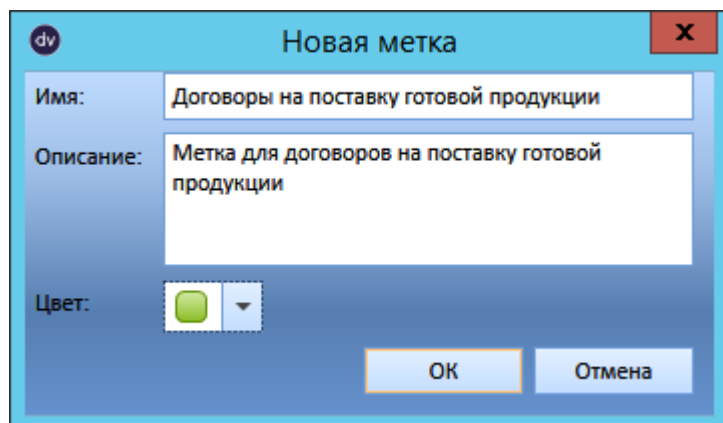 dv
Новая метка
x
Имя: Договоры на поставку готовой продукции
Описание: Метка для договоров на поставку готовой
продукции
Цвет:
ОК Отмена